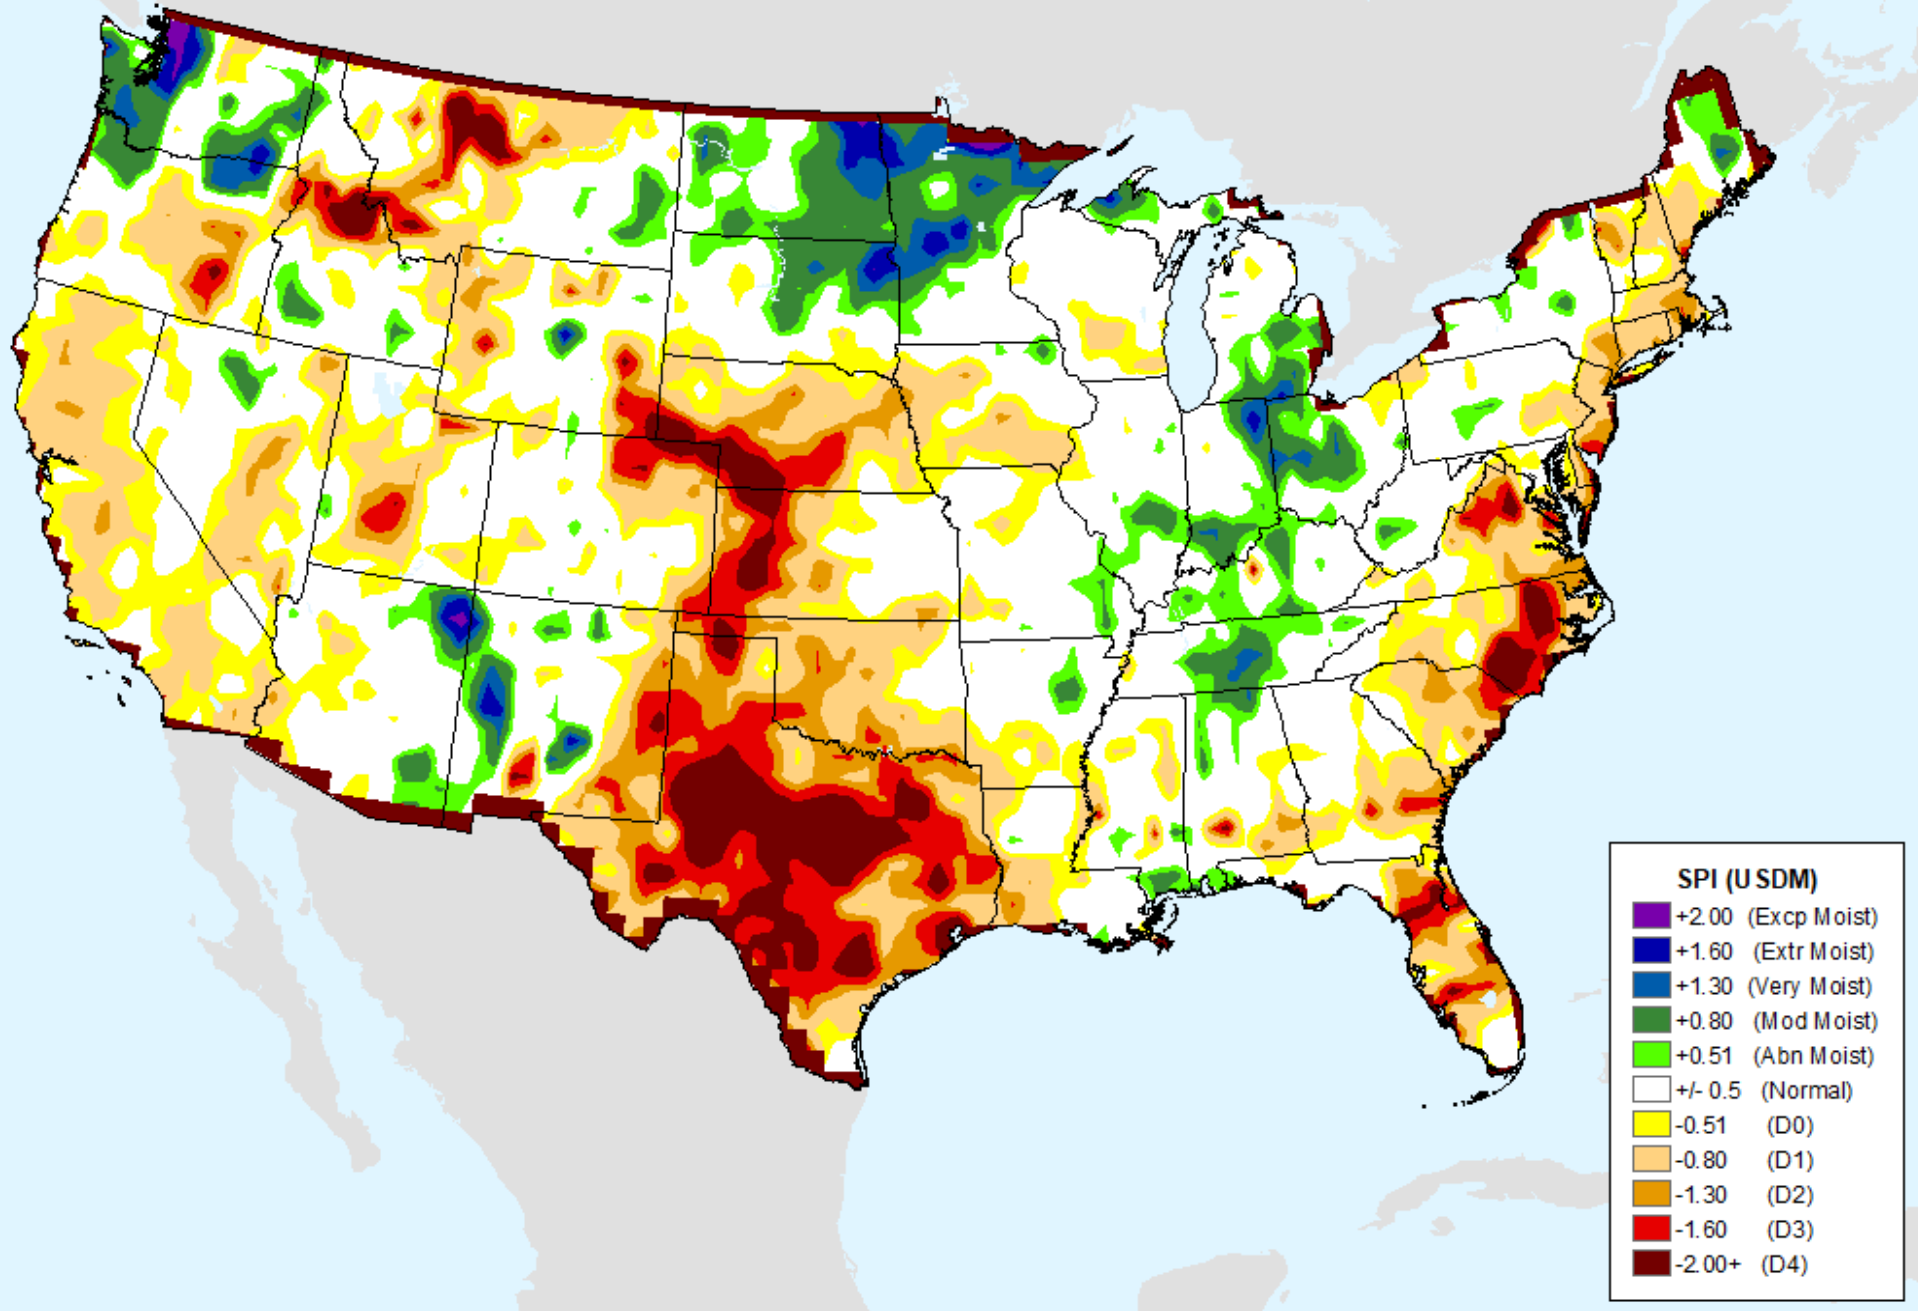 SPI (USDM)
+2.00 (Excp Moist)
+1.60 (Extr Moist)
+1.30 (Very Moist)
+0.80 (Mod Moist)
+0.51 (Abn Moist)
+/- 0.5 (Normal)
-0.51 (D0)
-0.80 (D1)
-1.30 (D2)
-1.60 (D3)
-2.00+ (D4)